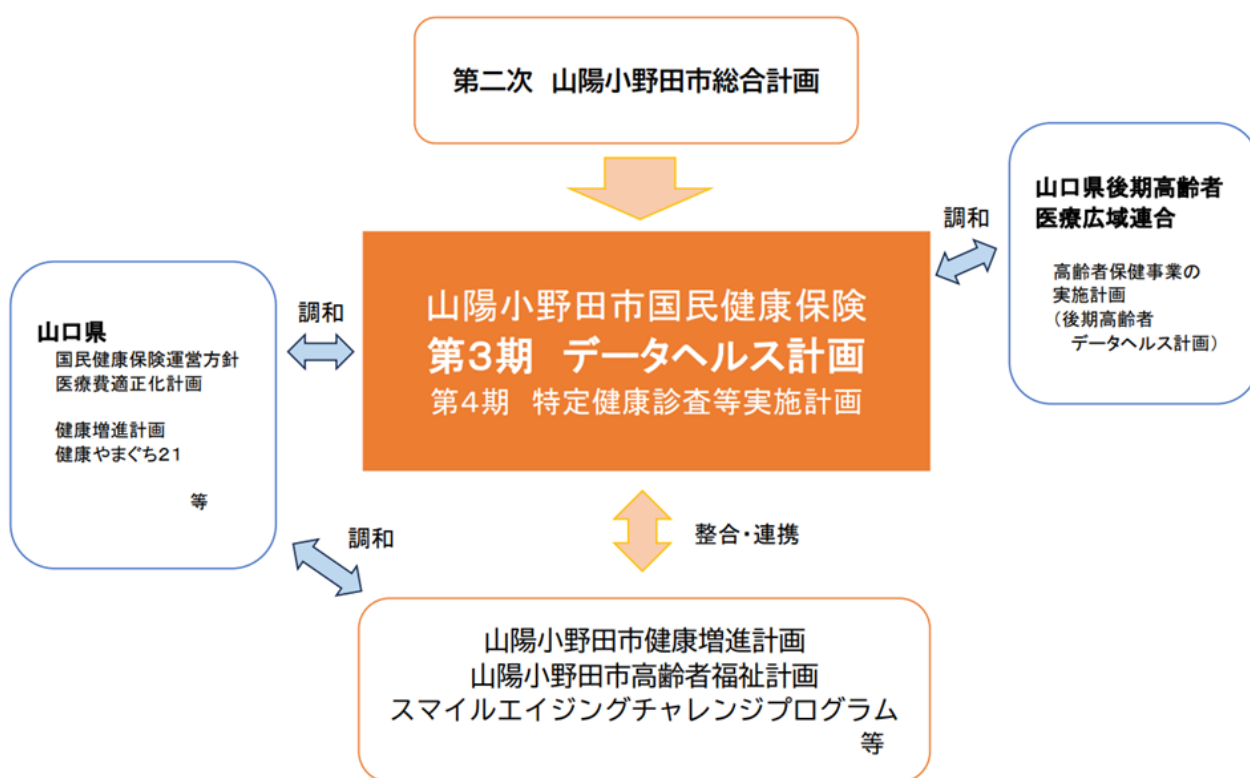 第二次 山陽小野田市総合計画
山口県後期高齢者
医療広域連合
高齢者保健事業の
実施計画
(後期高齢者
データヘルス計画)
調和
山陽小野田市国民健康保険
第3期 データヘルス計画
第4期 特定健康診査等実施計画
調和
山口県
国民健康保険運営方針
医療費適正化計画
健康増進計画
健康やまぐち21
等
調和
整合・連携
山陽小野田市健康増進計画
山陽小野田市高齢者福祉計画
スマイルエイジングチャレンジプログラム
等